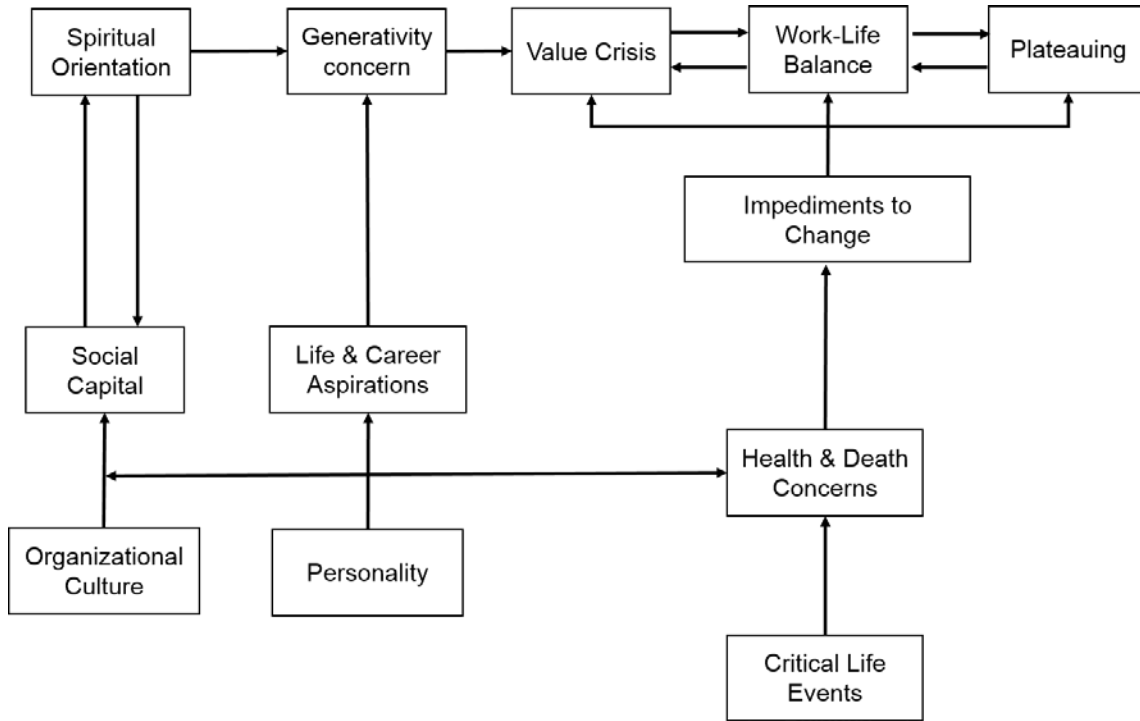 Spiritual
Orientation
Generativity
concern
Value Crisis
Work-Life
Balance
Plateauing
Impediments to
Change
Social
Capital
Life & Career
Aspirations
Health & Death
Concerns
Organizational
Culture
Personality
Critical Life
Events